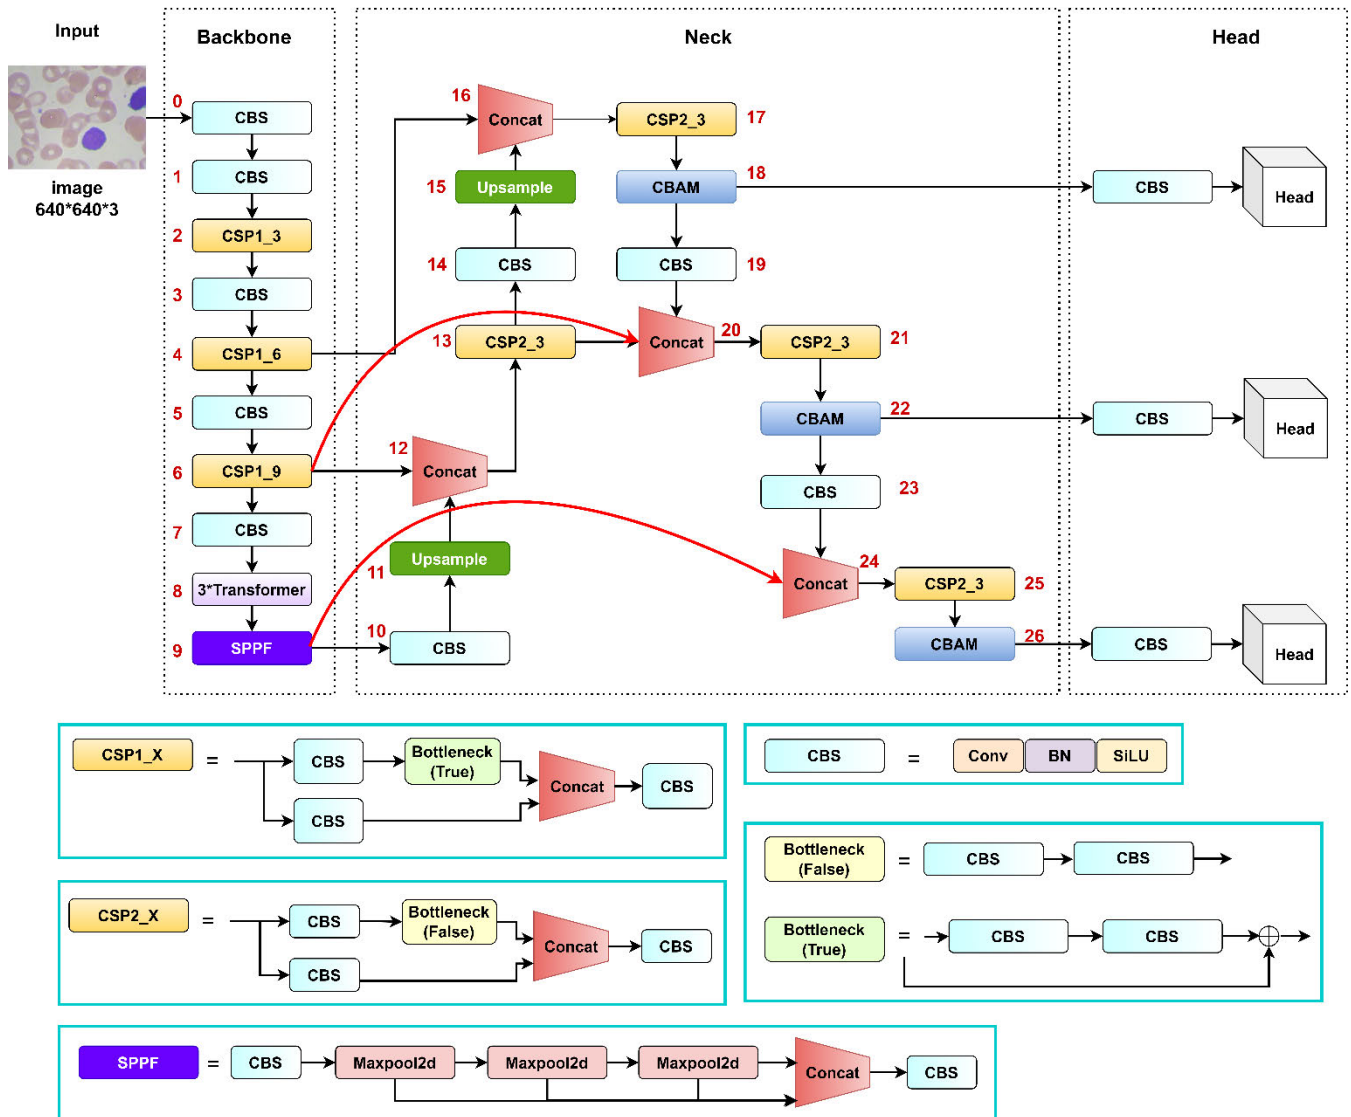 Input
Backbone
Neck
Head
image
640*640*3
0
CBS
1
CBS
2
CSP1_3
3
CBS
4
CSP1_6
5
CBS
6
CSP1_9
7
CBS
8
3*Transformer
9
SPPF
10
CBS
11
Upsample
12
Concat
13
CSP2_3
14
CBS
15
Upsample
16
Concat
CSP2_3
17
CBAM
18
CBS
19
Concat
20
CSP2_3
21
CBAM
22
CBS
23
Concat
24
CSP2_3
25
CBAM
26
CBS
Head
CBS
Head
CBS
Head
CSP1_X
=
CBS
Bottleneck
(True)
CBS
Concat
CBS
CBS
=
Conv
BN
SiLU
CSP2_X
=
CBS
Bottleneck
(False)
CBS
Concat
CBS
Bottleneck
(False)
=
CBS
CBS
Bottleneck
(True)
=
CBS
CBS
SPPF
=
CBS
Maxpool2d
Maxpool2d
Maxpool2d
Concat
CBS